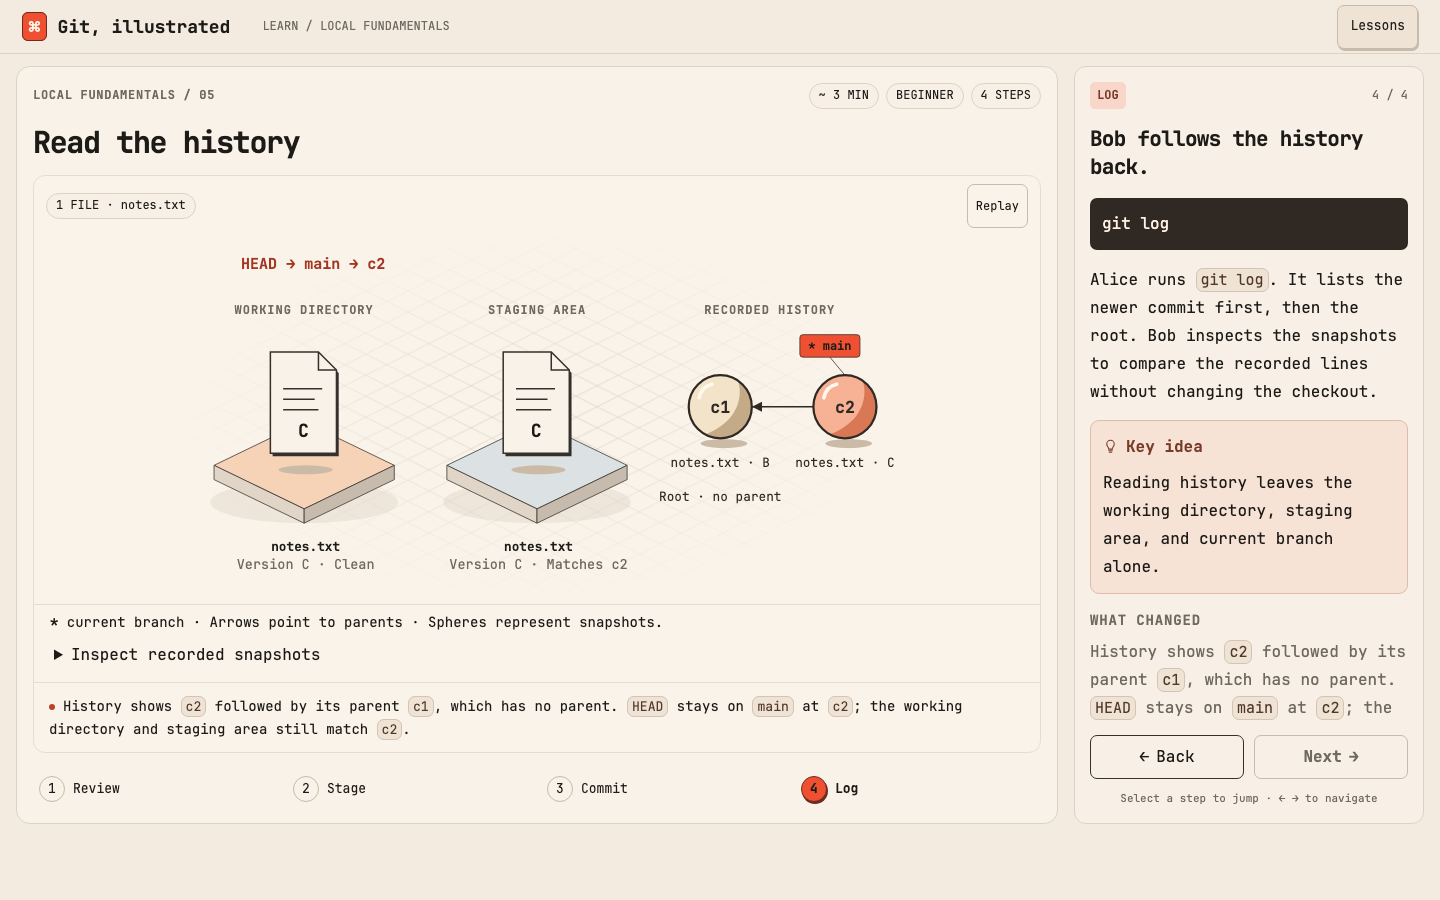 ⌘ Git, illustrated
LEARN / LOCAL FUNDAMENTALS
Lessons
LOCAL FUNDAMENTALS / 05
~ 3 MIN
BEGINNER
4 STEPS
Read the history
1 FILE · notes.txt
Replay
HEAD → main → c2
WORKING DIRECTORY
STAGING AREA
RECORDED HISTORY
* main
C
C
c1
c2
notes.txt · B
notes.txt · C
Root · no parent
notes.txt
Version C · Clean
notes.txt
Version C · Matches c2
* current branch · Arrows point to parents · Spheres represent snapshots.
▶ Inspect recorded snapshots
• History shows c2 followed by its parent c1, which has no parent. HEAD stays on main at c2; the working
directory and staging area still match c2.
1 Review
2 Stage
3 Commit
4 Log
LOG
4 / 4
Bob follows the history
back.
git log
Alice runs git log. It lists the
newer commit first, then the
root. Bob inspects the snapshots
to compare the recorded lines
without changing the checkout.
Key idea
Reading history leaves the
working directory, staging
area, and current branch
alone.
WHAT CHANGED
History shows c2 followed by its
parent c1, which has no parent.
HEAD stays on main at c2; the
← Back
Next →
Select a step to jump · ← → to navigate